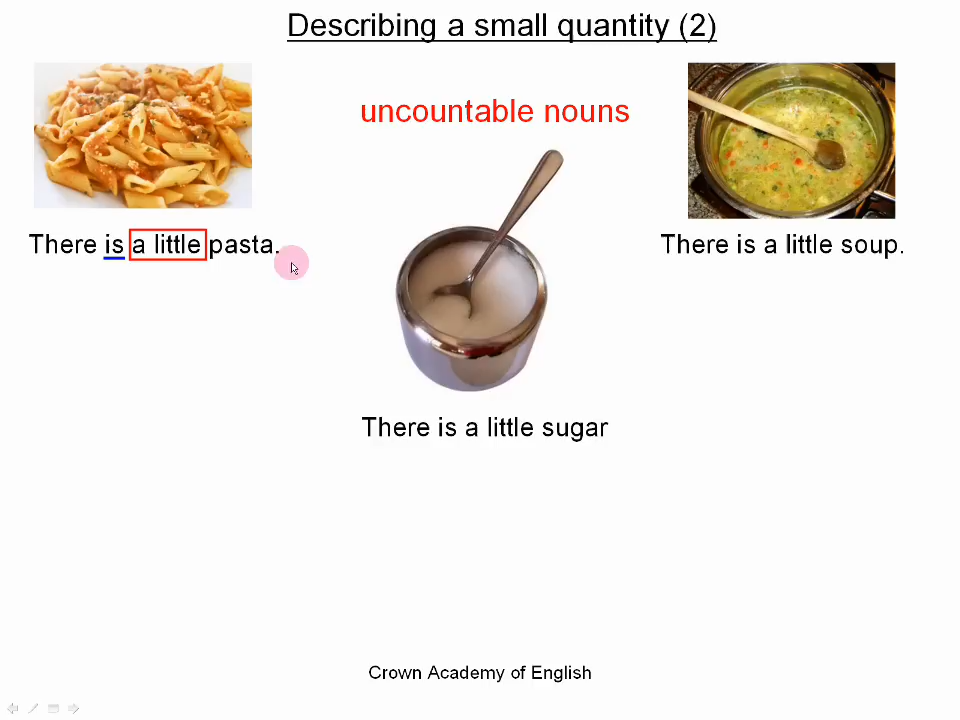 Describing a small quantity (2)
uncountable nouns
There is a little pasta.
There is a little soup.
There is a little sugar
Crown Academy of English